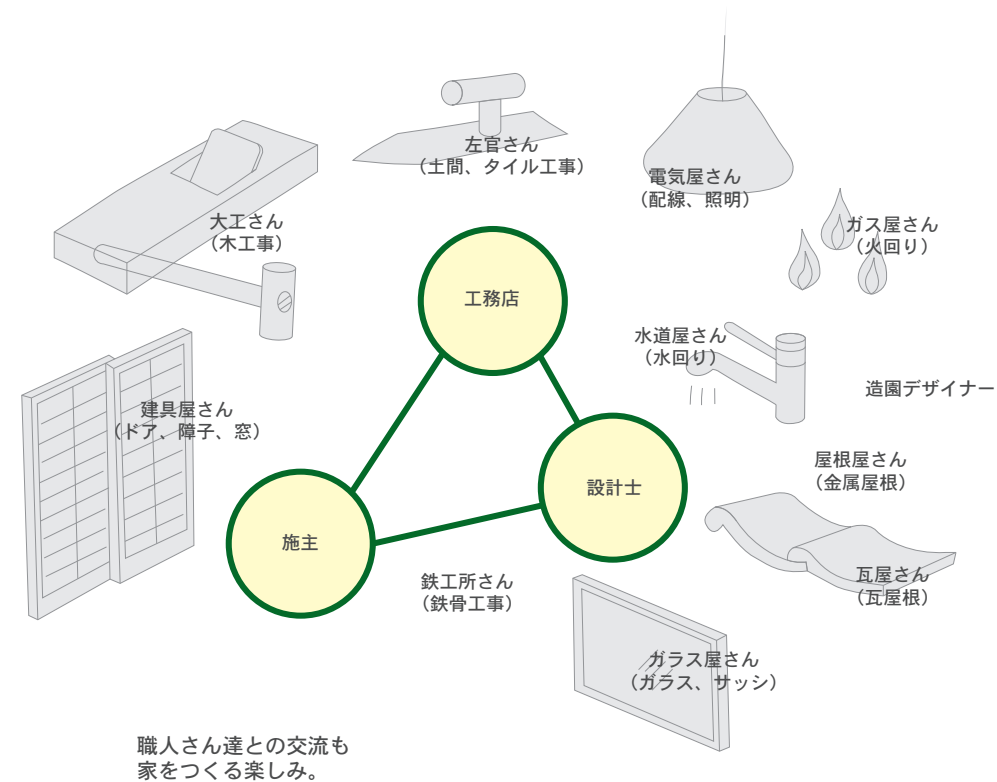 左官さん
（土間、タイル工事）
電気屋さん
（配線、照明）
大工さん
（木工事）
ガス屋さん
（火回り）
工務店
水道屋さん
（水回り）
造園デザイナー
建具屋さん
（ドア、障子、窓）
屋根屋さん
（金属屋根）
設計士
施主
鉄工所さん
（鉄骨工事）
瓦屋さん
（瓦屋根）
ガラス屋さん
（ガラス、サッシ）
職人さん達との交流も
家をつくる楽しみ。